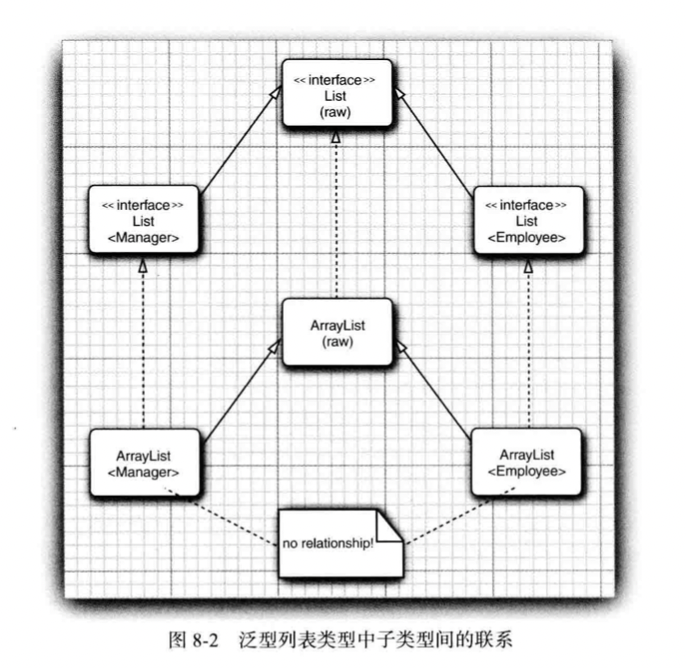 <<interface>>
List
(raw)
<<interface>>
List
<Manager>
<<interface>>
List
<Employee>
ArrayList
(raw)
ArrayList
<Manager>
ArrayList
<Employee>
no relationship!
图 8-2 泛型列表类型中子类型间的联系